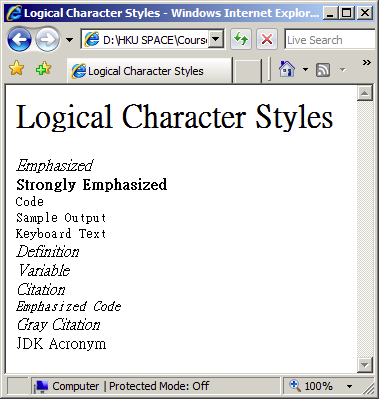 Logical Character Styles - Windows Internet Explor...
D:\HKU SPACE\Course
Live Search
Logical Character Styles
Logical Character Styles
Emphasized
Strongly Emphasized
Code
Sample Output
Keyboard Text
Definition
Variable
Citation
Emphasized Code
Gray Citation
JDK Acronym
Computer | Protected Mode: Off
100%